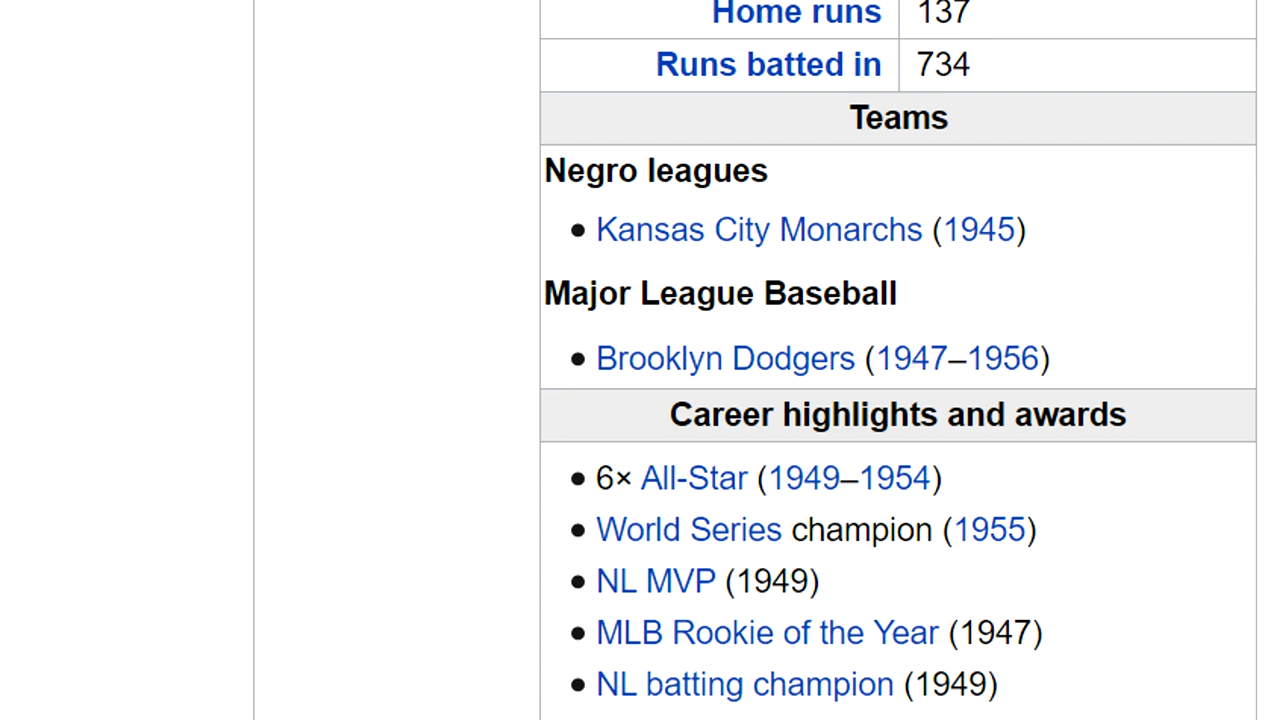 Home runs 137
Runs batted in 734
Teams
Negro leagues
• Kansas City Monarchs (1945)
Major League Baseball
• Brooklyn Dodgers (1947–1956)
Career highlights and awards
• 6× All-Star (1949–1954)
• World Series champion (1955)
• NL MVP (1949)
• MLB Rookie of the Year (1947)
• NL batting champion (1949)